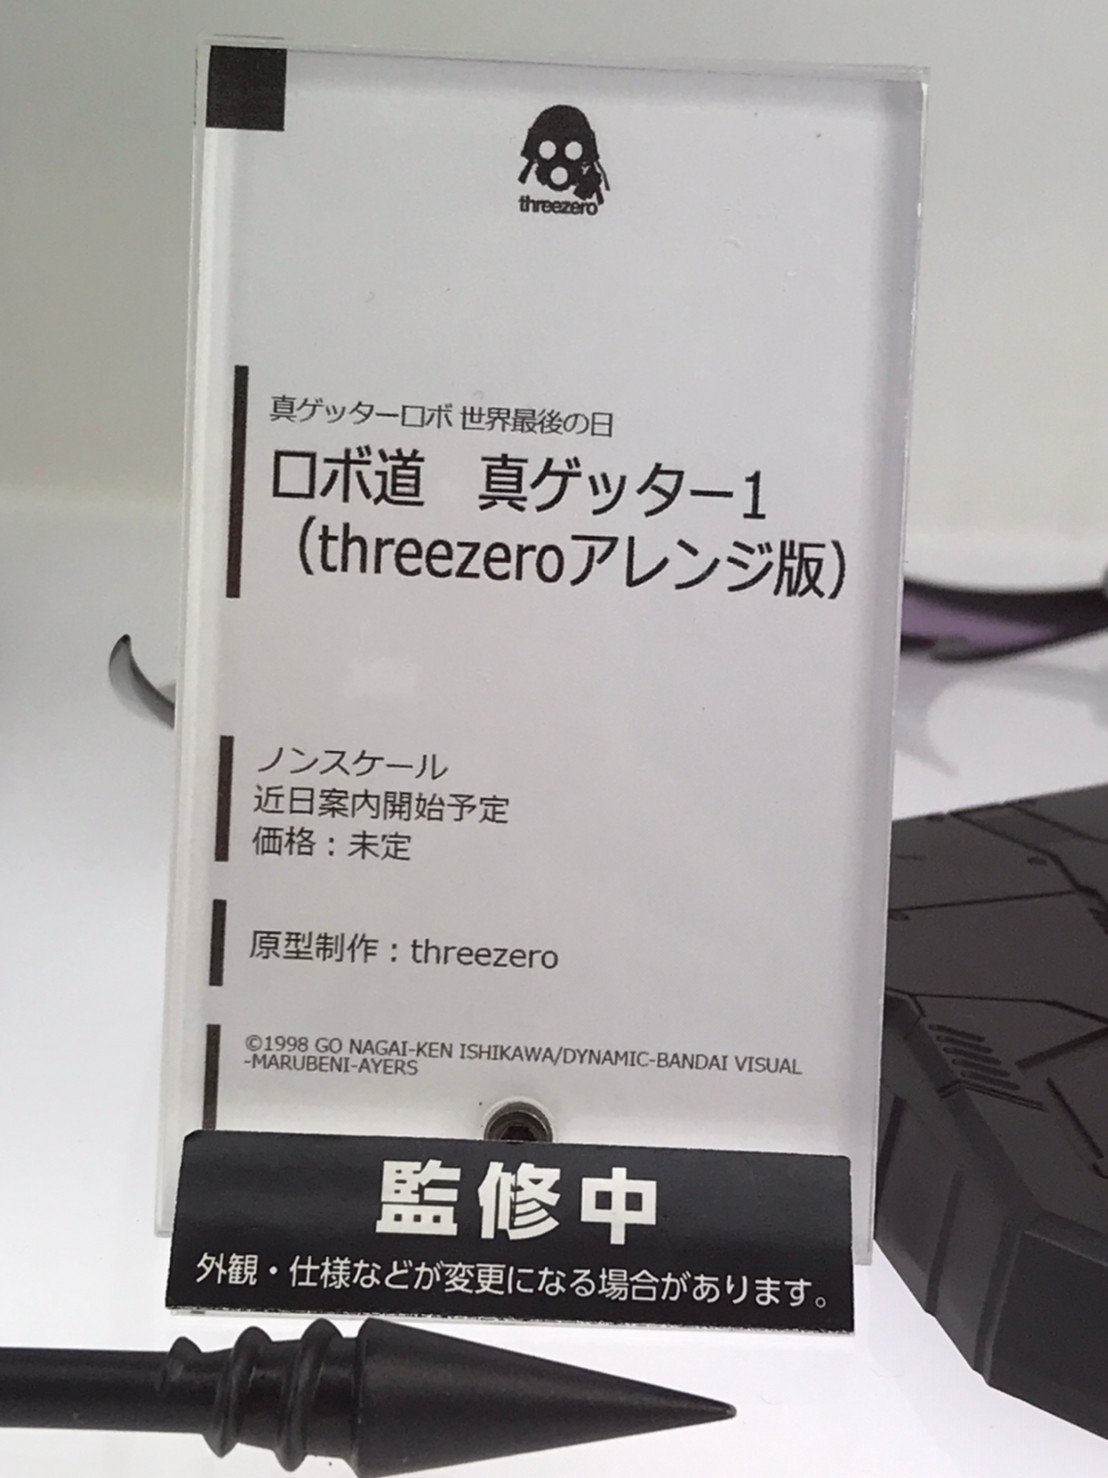 threezero
真ゲッターロボ 世界最後の日
ロボ道　真ゲッター1
（threezeroアレンジ版）
ノンスケール
近日案内開始予定
価格：未定
原型制作：threezero
©1998 GO NAGAI-KEN ISHIKAWA/DYNAMIC-BANDAI VISUAL
-MARUBENI-AYERS
監修中
外観・仕様などが変更になる場合があります。